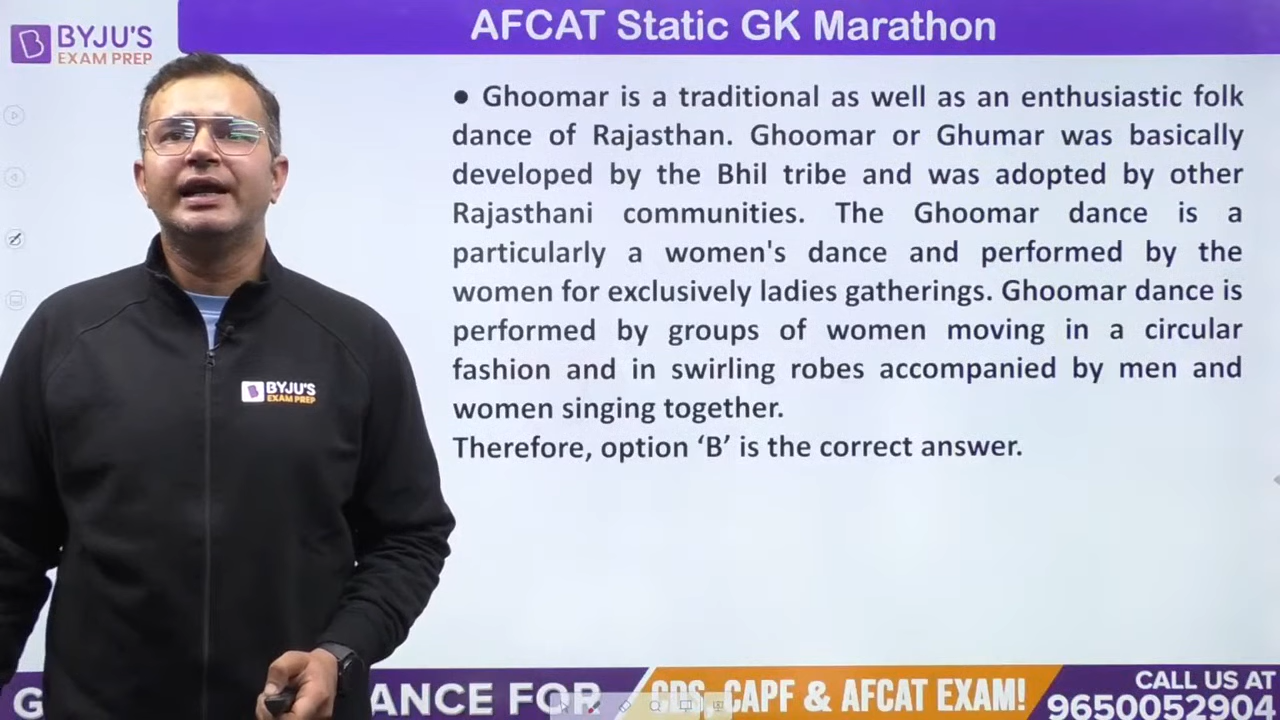 AFCAT Static GK Marathon
BYJU'S
EXAM PREP
● Ghoomar is a traditional as well as an enthusiastic folk
dance of Rajasthan. Ghoomar or Ghumar was basically
developed by the Bhil tribe and was adopted by other
Rajasthani communities. The Ghoomar dance is a
particularly a women's dance and performed by the
women for exclusively ladies gatherings. Ghoomar dance is
performed by groups of women moving in a circular
fashion and in swirling robes accompanied by men and
women singing together.
Therefore, option ‘B’ is the correct answer.
BYJU'S
EXAM PREP
G ANCE FOR CDS, CAPF & AFCAT EXAM!
CALL US AT
9650052904